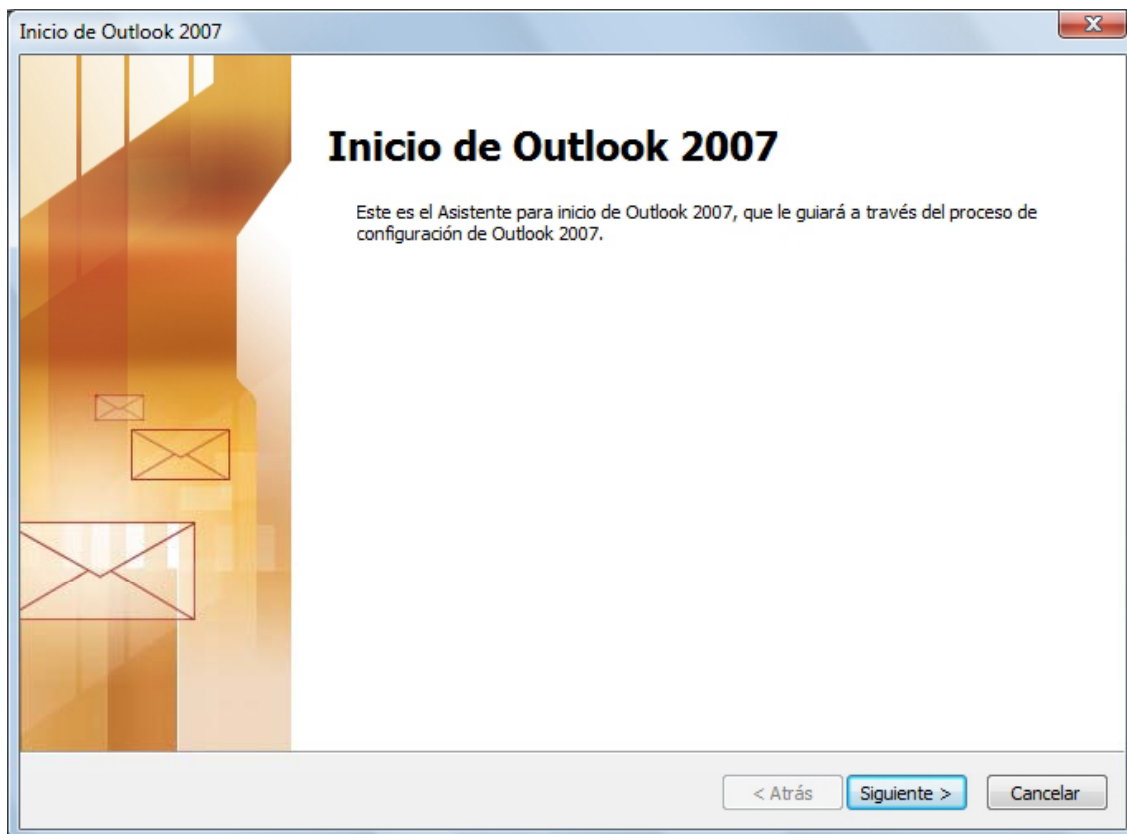 Inicio de Outlook 2007
X
Inicio de Outlook 2007
Este es el Asistente para inicio de Outlook 2007, que le guiará a través del proceso de
configuración de Outlook 2007.
< Atrás Siguiente > Cancelar